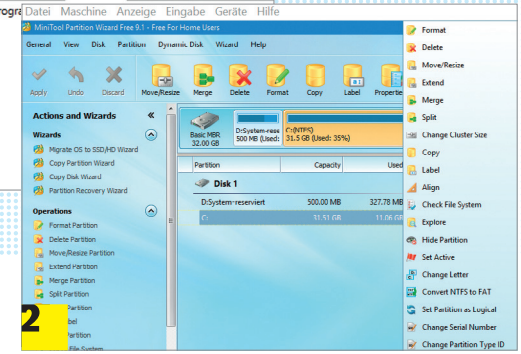 Datei Maschine Anzeige Eingabe Geräte Hilfe
MiniTool Partition Wizard Free 9.1 - Free For Home Users
General View Disk Partition Dynamic Disk Wizard Help
Apply Undo Discard Move/Resize Merge Delete Format Copy Label Propertie
Actions and Wizards
Wizards
Migrate OS to SSD/HD Wizard
Copy Partition Wizard
Copy Disk Wizard
Partition Recovery Wizard
Operations
Format Partition
Delete Partition
Move/Resize Partition
Extend Partition
Merge Partition
Split Partition
Partition
bel
Partition
File System
2
Basic MBR
32.00 GB
D:System-rese
500 MB (Used:
C:(NTFS)
31.5 GB (Used: 35%)
Partition Capacity Used
Disk 1
D:System-reserviert 500.00 MB 327.78 MB
C: 31.51 GB 11.06 GB
Format
Delete
Move/Resize
Extend
Merge
Split
Change Cluster Size
Copy
Label
Align
Check File System
Explore
Hide Partition
Set Active
Change Letter
Convert NTFS to FAT
Set Partition as Logical
Change Serial Number
Change Partition Type ID